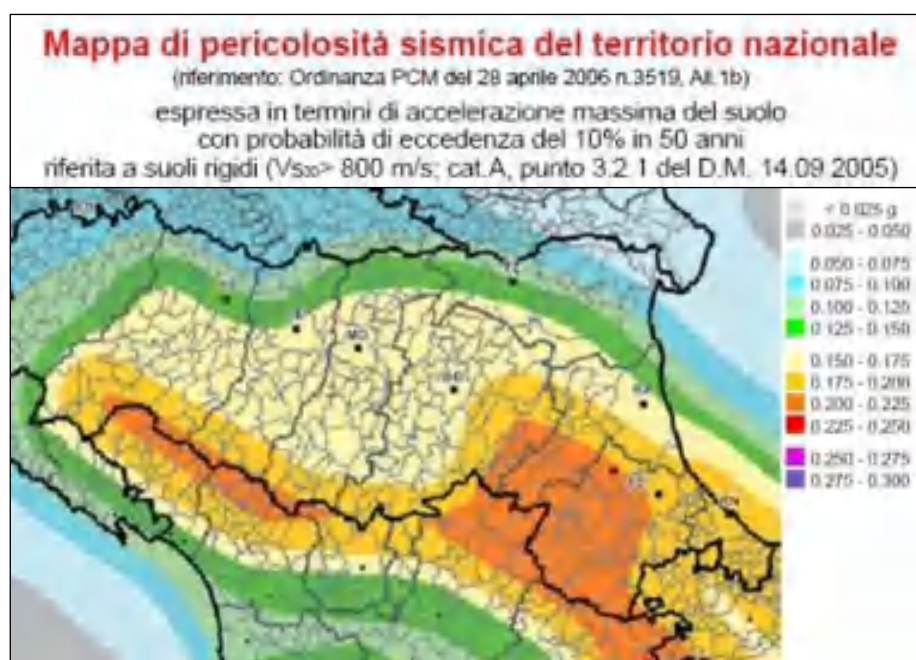 Mappa di pericolosità sismica del territorio nazionale
(riferimento: Ordinanza PCM del 28 aprile 2006 n.3519, All.1b)
espressa in termini di accelerazione massima del suolo
con probabilità di eccedenza del 10% in 50 anni
riferita a suoli rigidi (Vs₃₀> 800 m/s; cat.A, punto 3.2.1 del D.M. 14.09.2005)
< 0.025 g
0.025 - 0.050
0.050 - 0.075
0.075 - 0.100
0.100 - 0.125
0.125 - 0.150
0.150 - 0.175
0.175 - 0.200
0.200 - 0.225
0.225 - 0.250
0.250 - 0.275
0.275 - 0.300
MO